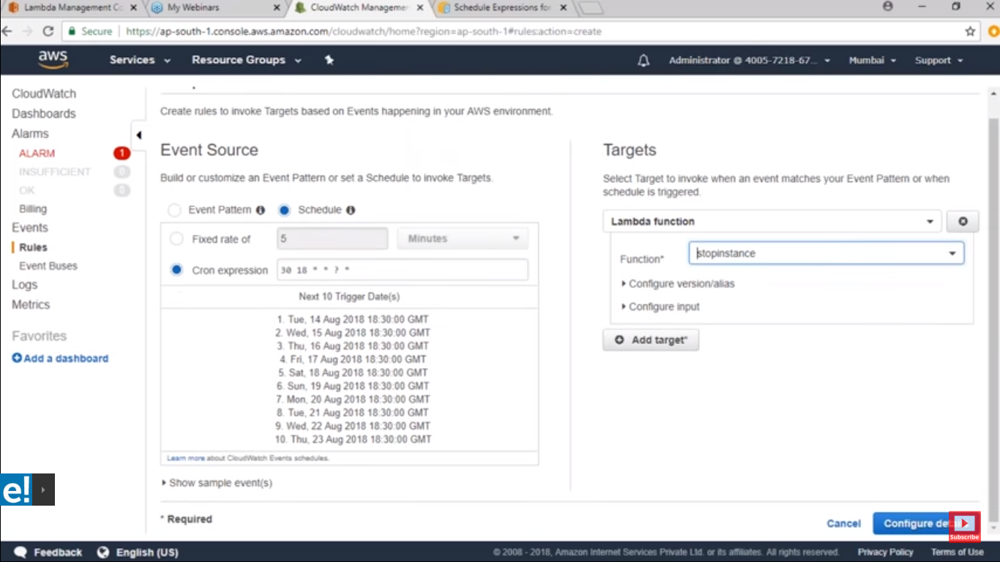 Lambda Management Co
My Webinars
CloudWatch Managemen
Schedule Expressions for
Secure
https://ap-south-1.console.aws.amazon.com/cloudwatch/home?region=ap-south-1#rules:action=create
aws
Services
Resource Groups
Administrator @ 4005-7218-67...
Mumbai
Support
CloudWatch
Dashboards
Alarms
ALARM 1
INSUFFICIENT 0
OK 0
Billing
Events
Rules
Event Buses
Logs
Metrics
Favorites
Add a dashboard
Create rules to invoke Targets based on Events happening in your AWS environment.
Event Source
Build or customize an Event Pattern or set a Schedule to invoke Targets.
Event Pattern
Schedule
Fixed rate of 5 Minutes
Cron expression 30 18 * * ? *
Next 10 Trigger Date(s)
1. Tue, 14 Aug 2018 18:30:00 GMT
2. Wed, 15 Aug 2018 18:30:00 GMT
3. Thu, 16 Aug 2018 18:30:00 GMT
4. Fri, 17 Aug 2018 18:30:00 GMT
5. Sat, 18 Aug 2018 18:30:00 GMT
6. Sun, 19 Aug 2018 18:30:00 GMT
7. Mon, 20 Aug 2018 18:30:00 GMT
8. Tue, 21 Aug 2018 18:30:00 GMT
9. Wed, 22 Aug 2018 18:30:00 GMT
10. Thu, 23 Aug 2018 18:30:00 GMT
Learn more about CloudWatch Events schedules.
Show sample event(s)
Targets
Select Target to invoke when an event matches your Event Pattern or when
schedule is triggered.
Lambda function
Function* stopinstance
Configure version/alias
Configure input
Add target*
e!
* Required
Cancel
Configure det
Subscribe
Feedback
English (US)
© 2008 - 2018, Amazon Internet Services Private Ltd. or its affiliates. All rights reserved.
Privacy Policy
Terms of Use